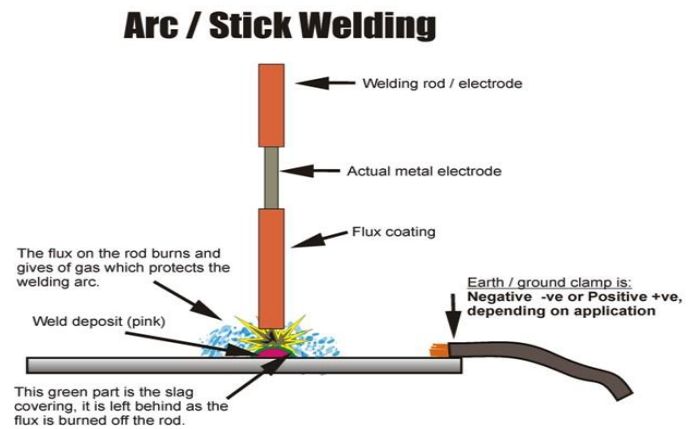 Arc / Stick Welding
Welding rod / electrode
Actual metal electrode
Flux coating
The flux on the rod burns and
gives of gas which protects the
welding arc.
Earth / ground clamp is:
Negative -ve or Positive +ve,
depending on application
Weld deposit (pink)
This green part is the slag
covering, it is left behind as the
flux is burned off the rod.